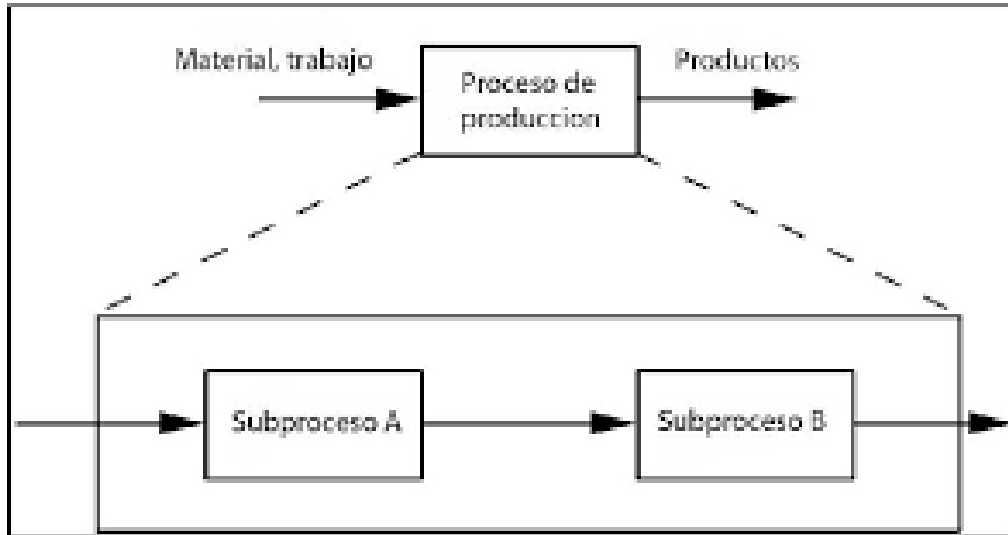 Material, trabajo
Proceso de
produccion
Productos
Subproceso A
Subproceso B